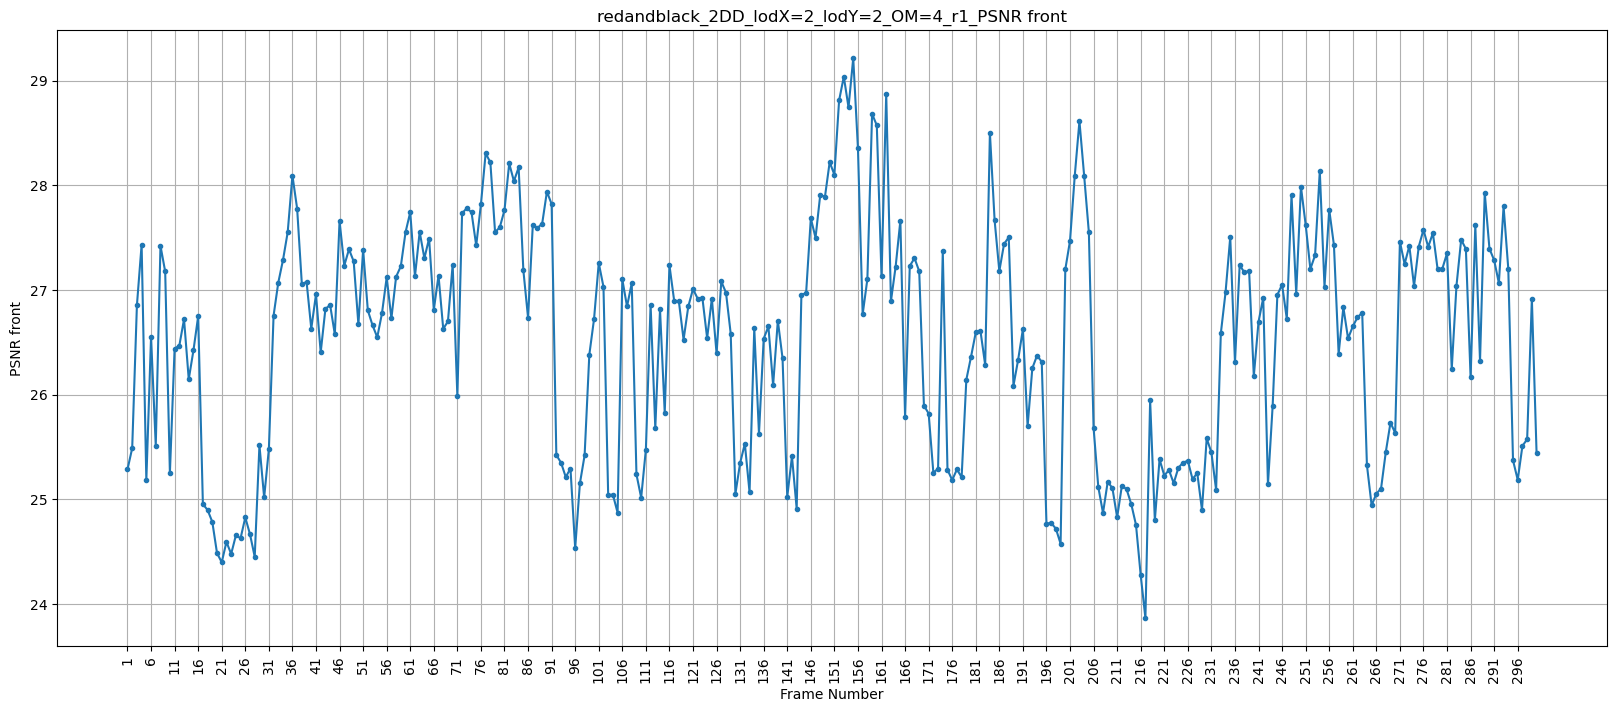 redandblack_2DD_lodX=2_lodY=2_OM=4_r1_PSNR front
PSNR front
29
28
27
26
25
24
1 6 11 16 21 26 31 36 41 46 51 56 61 66 71 76 81 86 91 96 101 106 111 116 121 126 131 136 141 146 151 156 161 166 171 176 181 186 191 196 201 206 211 216 221 226 231 236 241 246 251 256 261 266 271 276 281 286 291 296
Frame Number